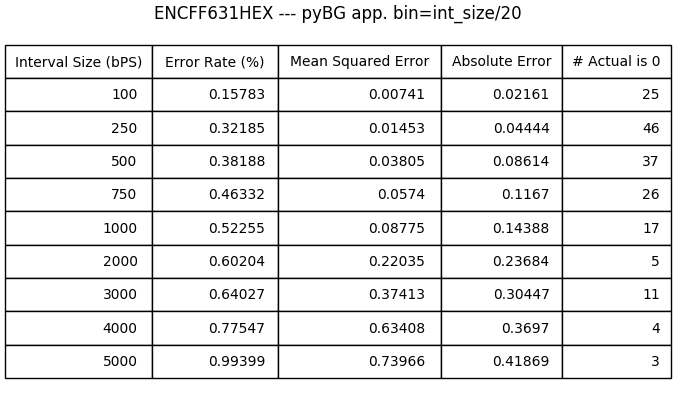 ENCFF631HEX --- pyBG app. bin=int_size/20
Interval Size (bPS) Error Rate (%) Mean Squared Error Absolute Error # Actual is 0
100 0.15783 0.00741 0.02161 25
250 0.32185 0.01453 0.04444 46
500 0.38188 0.03805 0.08614 37
750 0.46332 0.0574 0.1167 26
1000 0.52255 0.08775 0.14388 17
2000 0.60204 0.22035 0.23684 5
3000 0.64027 0.37413 0.30447 11
4000 0.77547 0.63408 0.3697 4
5000 0.99399 0.73966 0.41869 3